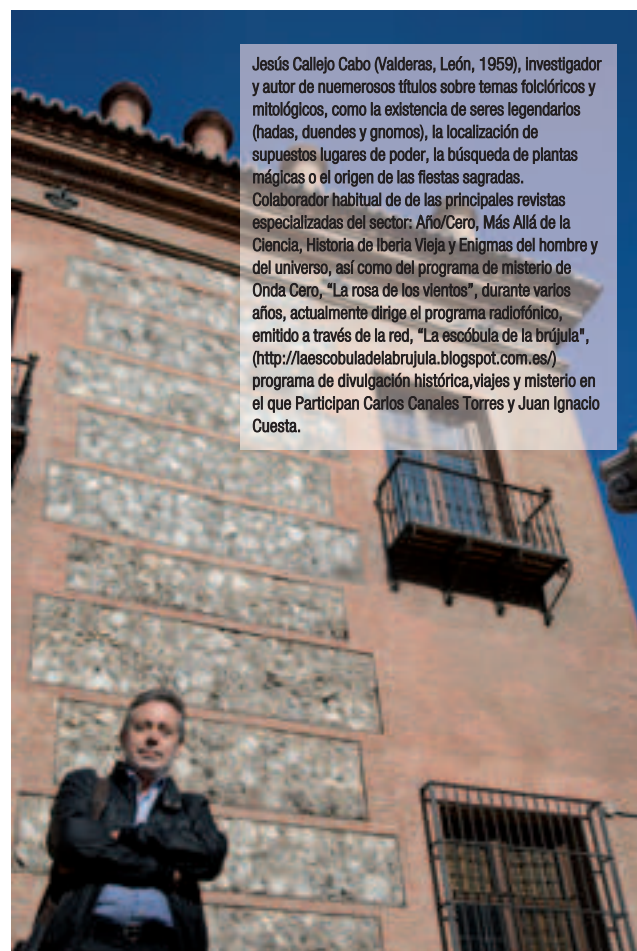 Jesús Callejo Cabo (Valderas, León, 1959), investigador
y autor de nuemerosos títulos sobre temas folclóricos y
mitológicos, como la existencia de seres legendarios
(hadas, duendes y gnomos), la localización de
supuestos lugares de poder, la búsqueda de plantas
mágicas o el origen de las fiestas sagradas.
Colaborador habitual de de las principales revistas
especializadas del sector: Año/Cero, Más Allá de la
Ciencia, Historia de Iberia Vieja y Enigmas del hombre y
del universo, así como del programa de misterio de
Onda Cero, “La rosa de los vientos”, durante varios
años, actualmente dirige el programa radiofónico,
emitido a través de la red, “La escóbula de la brújula",
(http://laescobuladelabrujula.blogspot.com.es/)
programa de divulgación histórica,viajes y misterio en
el que Participan Carlos Canales Torres y Juan Ignacio
Cuesta.